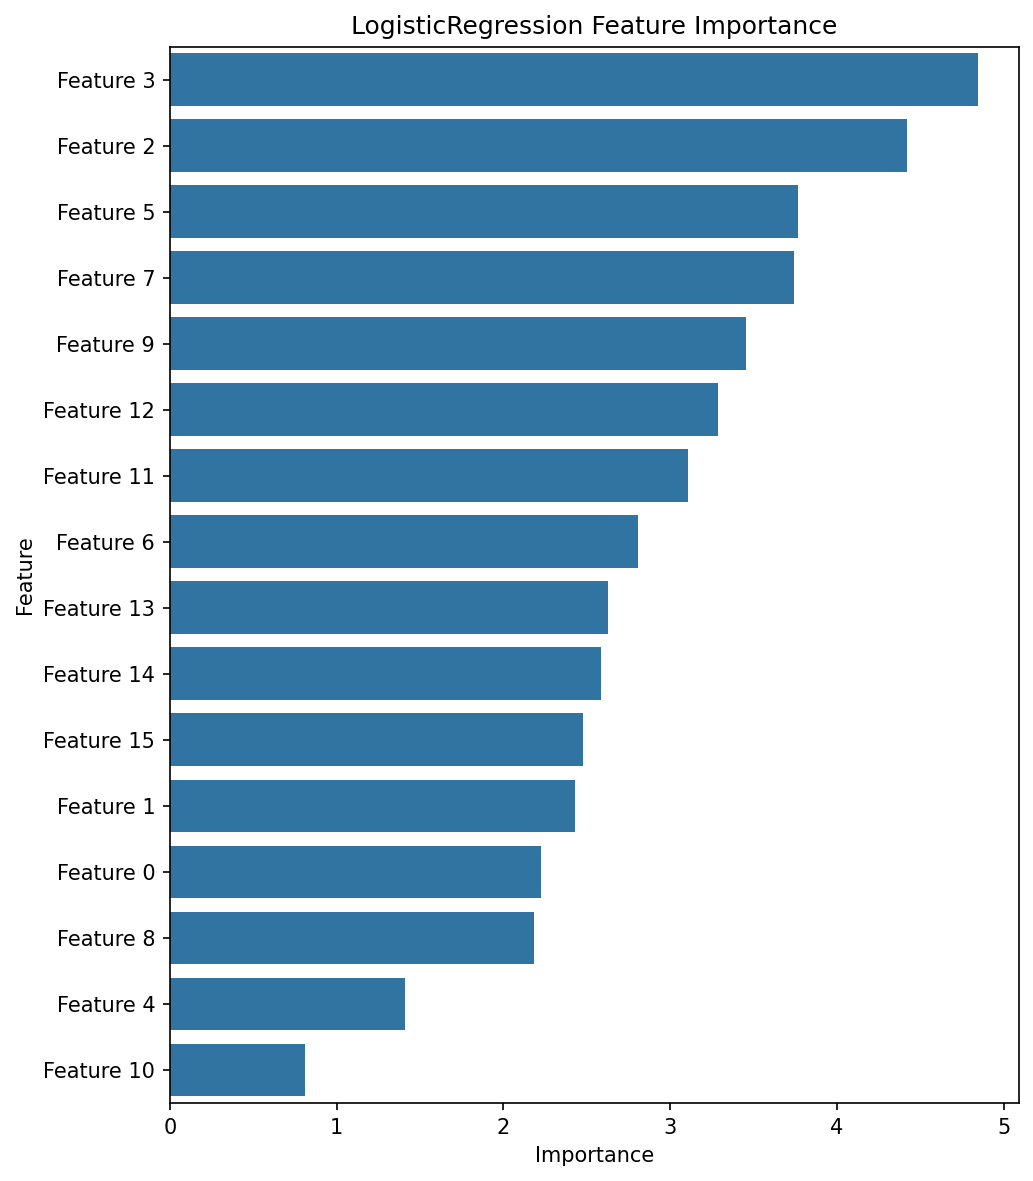 LogisticRegression Feature Importance
Feature
Feature 3
Feature 2
Feature 5
Feature 7
Feature 9
Feature 12
Feature 11
Feature 6
Feature 13
Feature 14
Feature 15
Feature 1
Feature 0
Feature 8
Feature 4
Feature 10
0 1 2 3 4 5
Importance